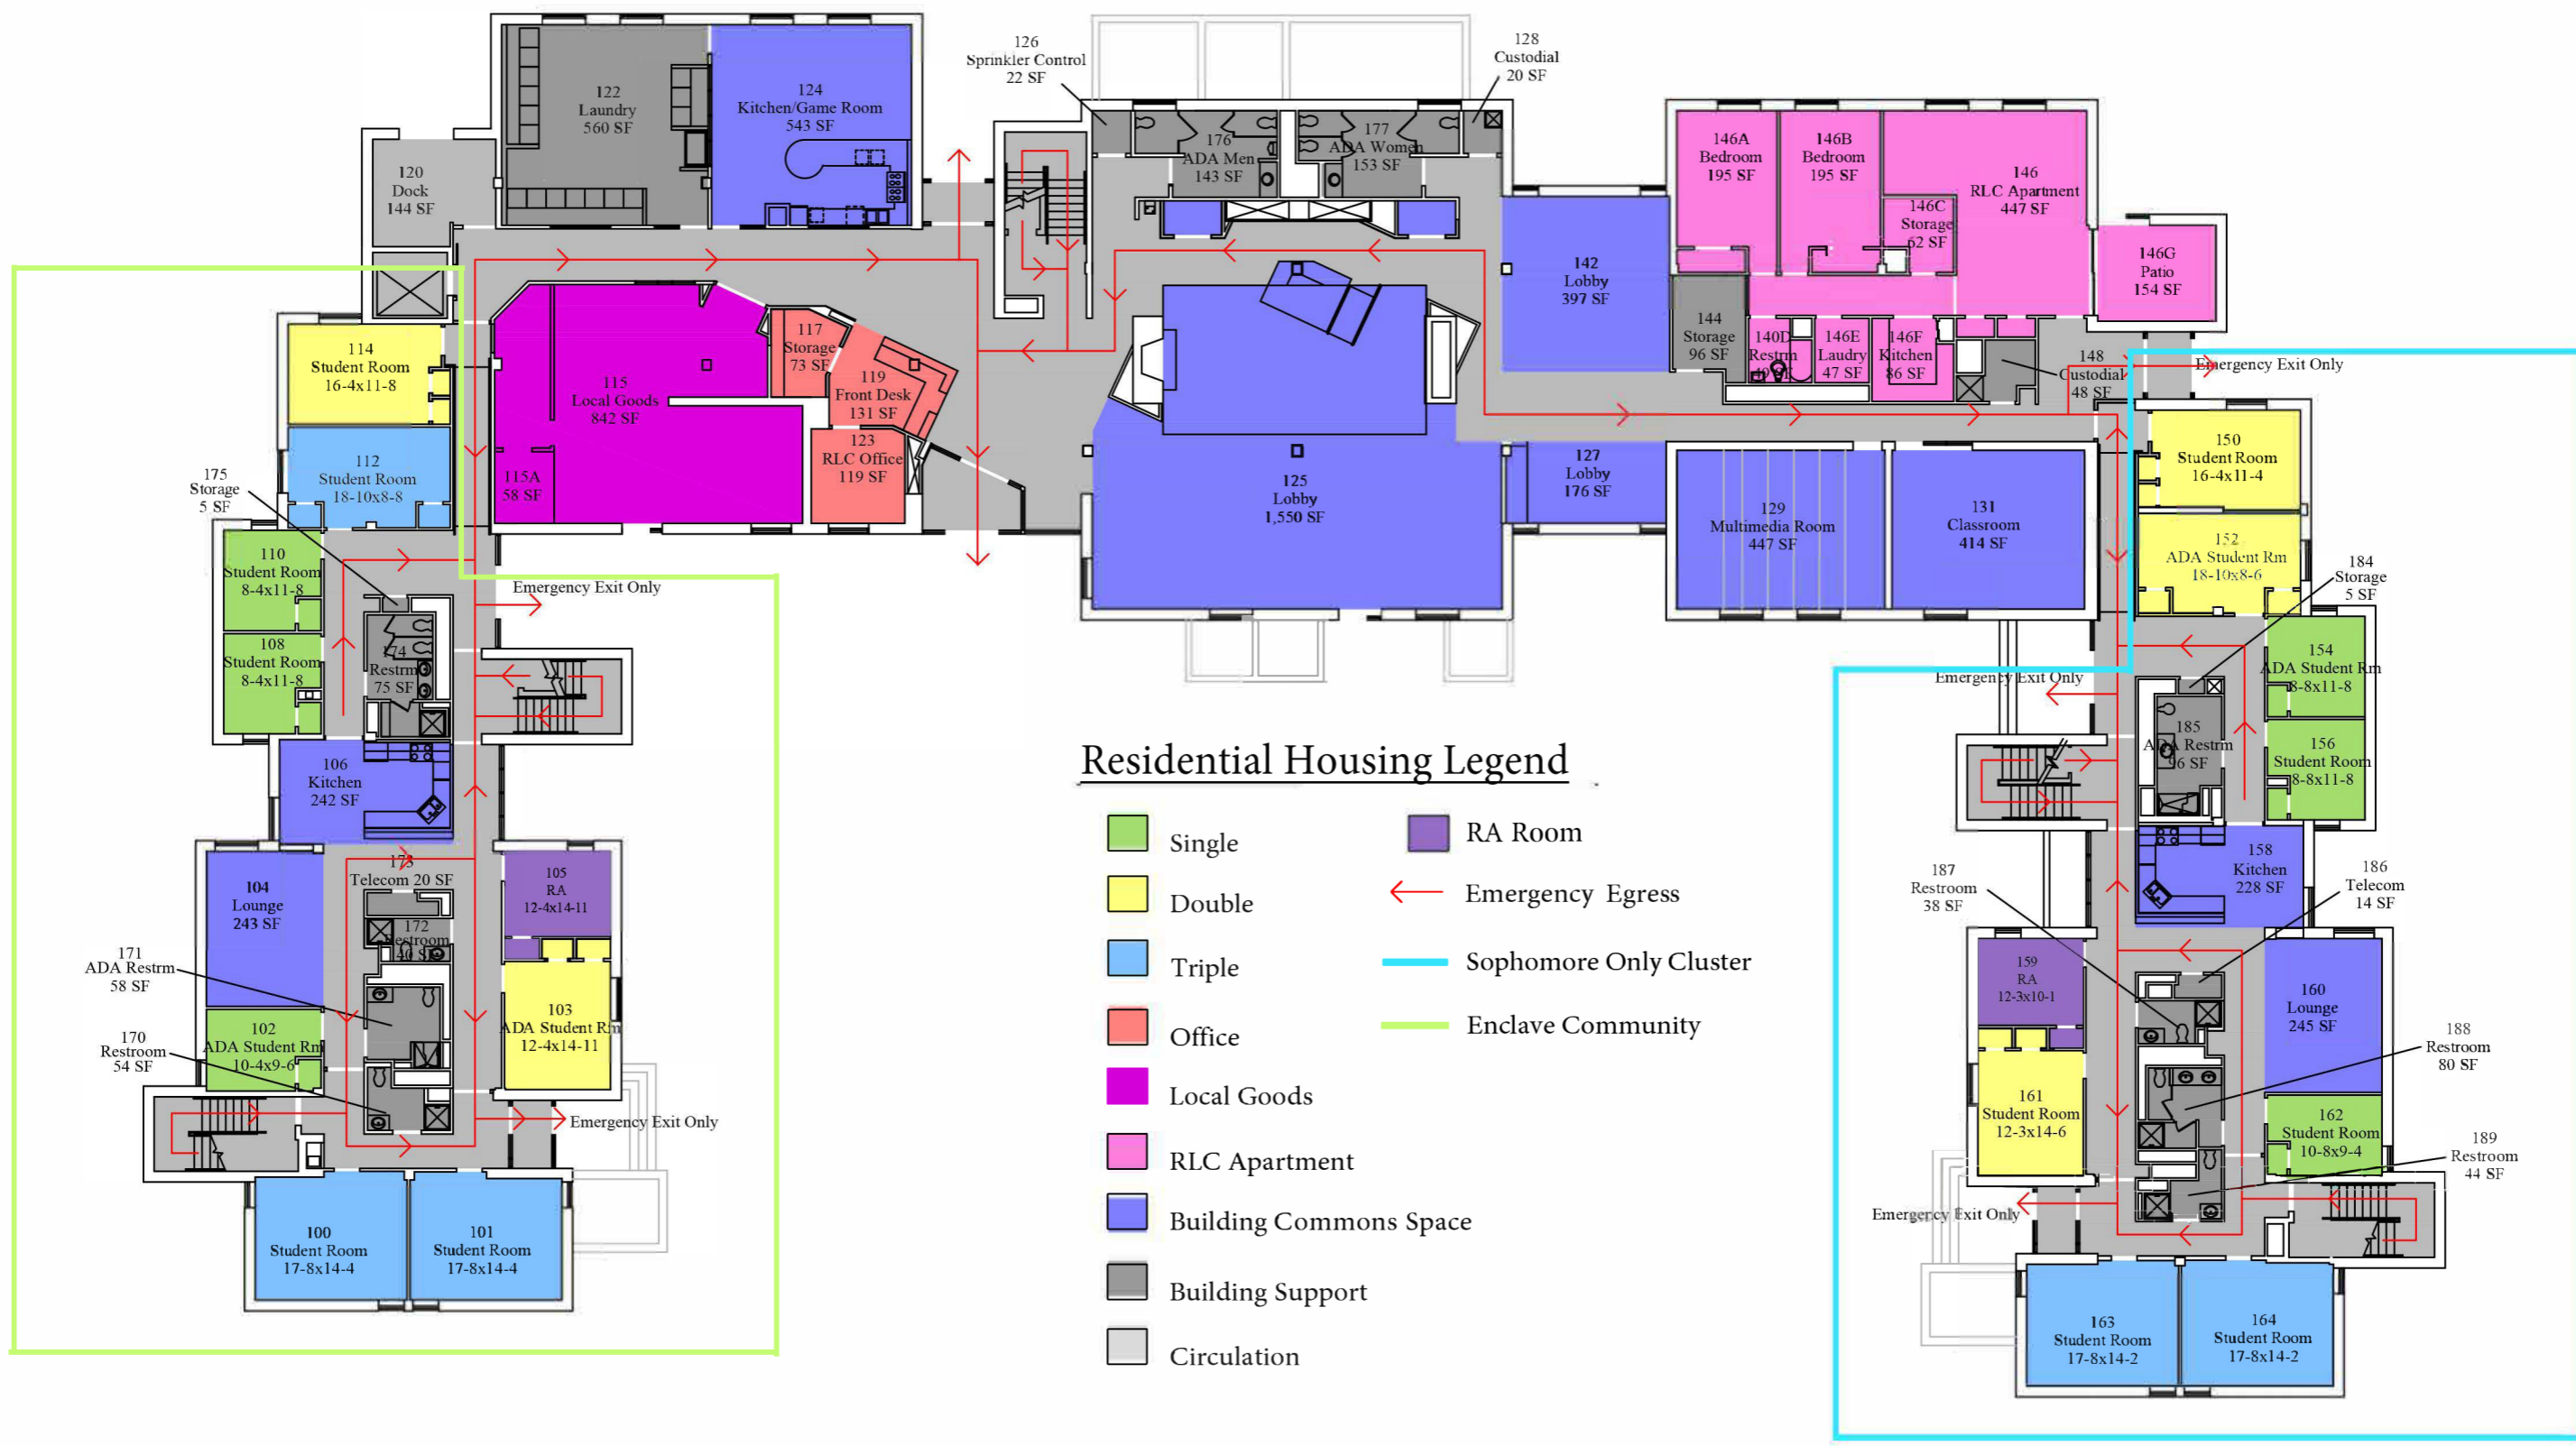 122
Laundry
560 SF
124
Kitchen/Game Room
543 SF
126
Sprinkler Control
22 SF
128
Custodial
20 SF
120
Dock
144 SF
176
ADA Men
143 SF
177
ADA Women
153 SF
146A
Bedroom
195 SF
146B
Bedroom
195 SF
146
RLC Apartment
447 SF
146C
Storage
62 SF
146G
Patio
154 SF
142
Lobby
397 SF
144
Storage
96 SF
140D
Restrm
49 SF
146E
Laudry
47 SF
146F
Kitchen
86 SF
148
Custodial
48 SF
Emergency Exit Only
114
Student Room
16-4x11-8
112
Student Room
18-10x8-8
175
Storage
5 SF
115
Local Goods
842 SF
115A
58 SF
117
Storage
73 SF
119
Front Desk
131 SF
123
RLC Office
119 SF
125
Lobby
1,550 SF
127
Lobby
176 SF
129
Multimedia Room
447 SF
131
Classroom
414 SF
150
Student Room
16-4x11-4
152
ADA Student Rm
18-10x8-6
184
Storage
5 SF
110
Student Room
8-4x11-8
108
Student Room
8-4x11-8
174
Restrm
75 SF
Emergency Exit Only
106
Kitchen
242 SF
104
Lounge
243 SF
173
Telecom 20 SF
172
Restroom
40 SF
105
RA
12-4x14-11
171
ADA Restrm
58 SF
103
ADA Student Rm
12-4x14-11
102
ADA Student Rm
10-4x9-6
170
Restroom
54 SF
Emergency Exit Only
100
Student Room
17-8x14-4
101
Student Room
17-8x14-4
Residential Housing Legend
Single
Double
Triple
Office
Local Goods
RLC Apartment
Building Commons Space
Building Support
Circulation
RA Room
Emergency Egress
Sophomore Only Cluster
Enclave Community
154
ADA Student Rm
8-8x11-8
Emergency Exit Only
185
ADA Restrm
96 SF
156
Student Room
8-8x11-8
158
Kitchen
228 SF
187
Restroom
38 SF
186
Telecom
14 SF
159
RA
12-3x10-1
160
Lounge
245 SF
188
Restroom
80 SF
161
Student Room
12-3x14-6
162
Student Room
10-8x9-4
189
Restroom
44 SF
Emergency Exit Only
163
Student Room
17-8x14-2
164
Student Room
17-8x14-2